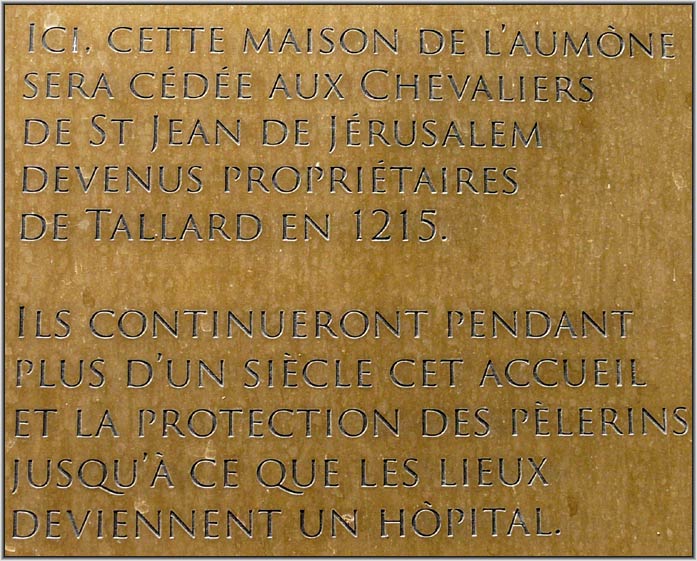 Ici, cette maison de l'aumòne
sera cédée aux Chevaliers
de St Jean de Jérusalem
devenus propriétaires
de Tallard en 1215.
Ils continueront pendant
plus d'un siècle cet accueil
et la protection des pèlerins
jusqu'à ce que les lieux
deviennent un hòpital.